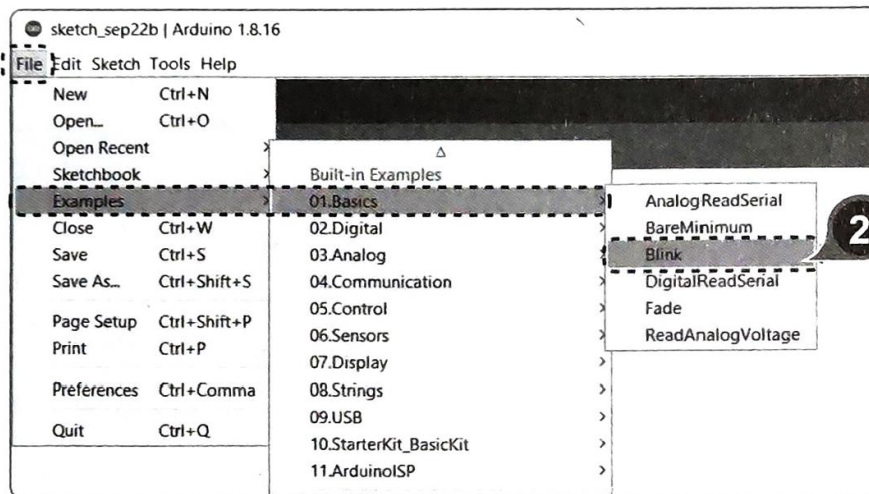 sketch_sep22b | Arduino 1.8.16
File Edit Sketch Tools Help
New Ctrl+N
Open... Ctrl+O
Open Recent >
Sketchbook >
Examples >
Close Ctrl+W
Save Ctrl+S
Save As... Ctrl+Shift+S
Page Setup Ctrl+Shift+P
Print Ctrl+P
Preferences Ctrl+Comma
Quit Ctrl+Q
Built-in Examples
01.Basics >
02.Digital >
03.Analog >
04.Communication >
05.Control >
06.Sensors >
07.Display >
08.Strings >
09.USB >
10.StarterKit_BasicKit >
11.ArduinoISP >
AnalogReadSerial
BareMinimum
Blink
DigitalReadSerial
Fade
ReadAnalogVoltage
2